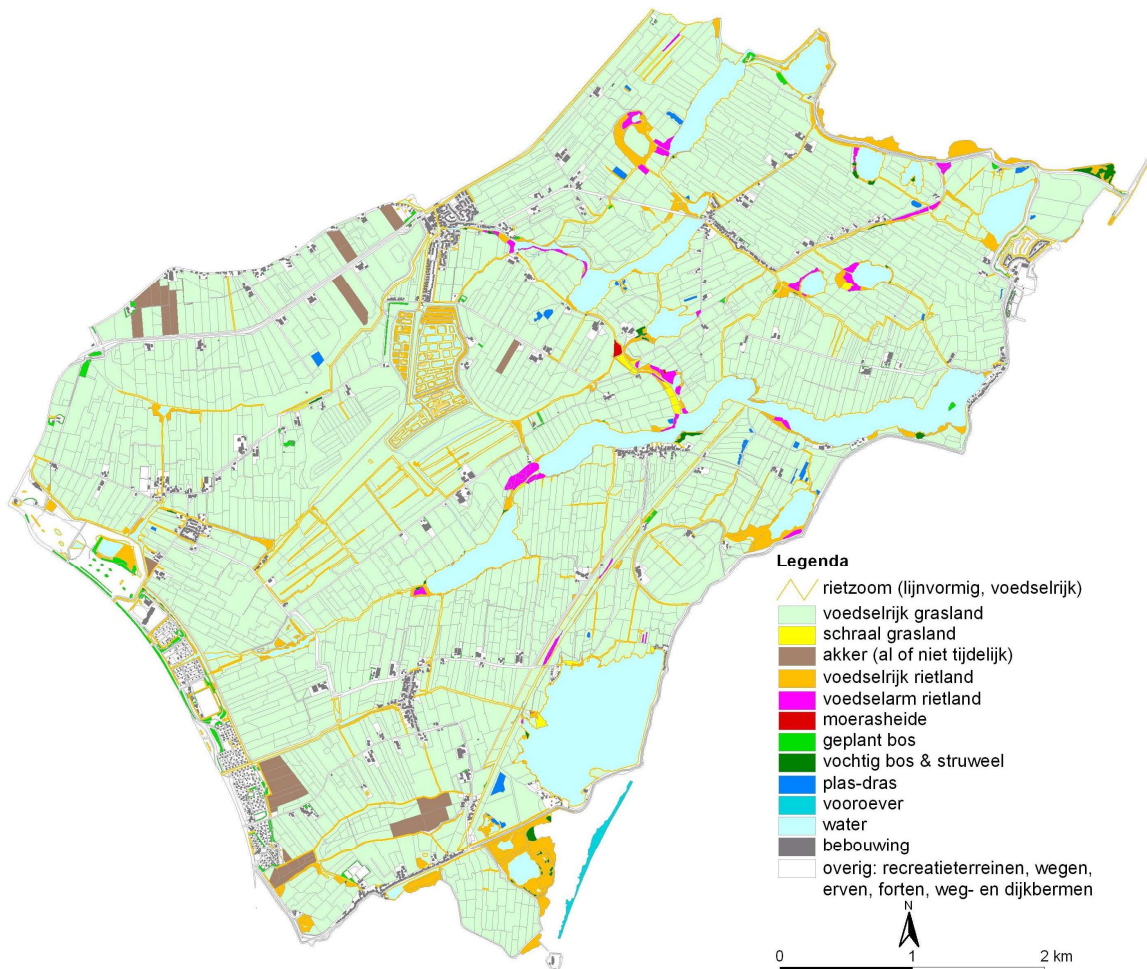 Legenda
rietzoom (lijnvormig, voedselrijk)
voedselrijk grasland
schraal grasland
akker (al of niet tijdelijk)
voedselrijk rietland
voedselarm rietland
moerasheide
geplant bos
vochtig bos & struweel
plas-dras
vooroever
water
bebouwing
overig: recreatieterreinen, wegen,
erven, forten, weg- en dijkbermen
N
0 1 2 km